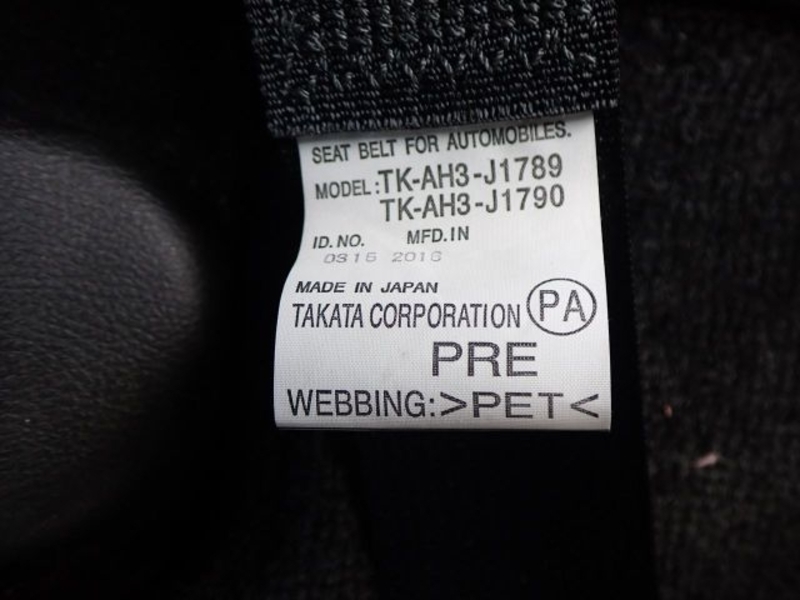 SEAT BELT FOR AUTOMOBILES.
MODEL: TK-AH3-J1789
TK-AH3-J1790
ID.NO. MFD.IN
0315 2016
MADE IN JAPAN
TAKATA CORPORATION PA
PRE
WEBBING:>PET<